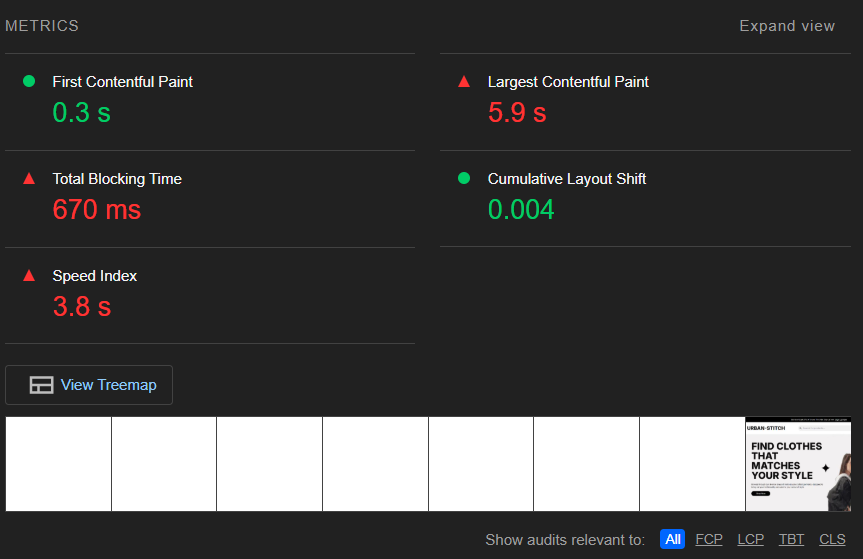 METRICS
Expand view
First Contentful Paint
0.3 s
Largest Contentful Paint
5.9 s
Total Blocking Time
670 ms
Cumulative Layout Shift
0.004
Speed Index
3.8 s
View Treemap
URBAN-STITCH
FIND CLOTHES
THAT
MATCHES
YOUR STYLE
Show audits relevant to: All FCP LCP TBT CLS